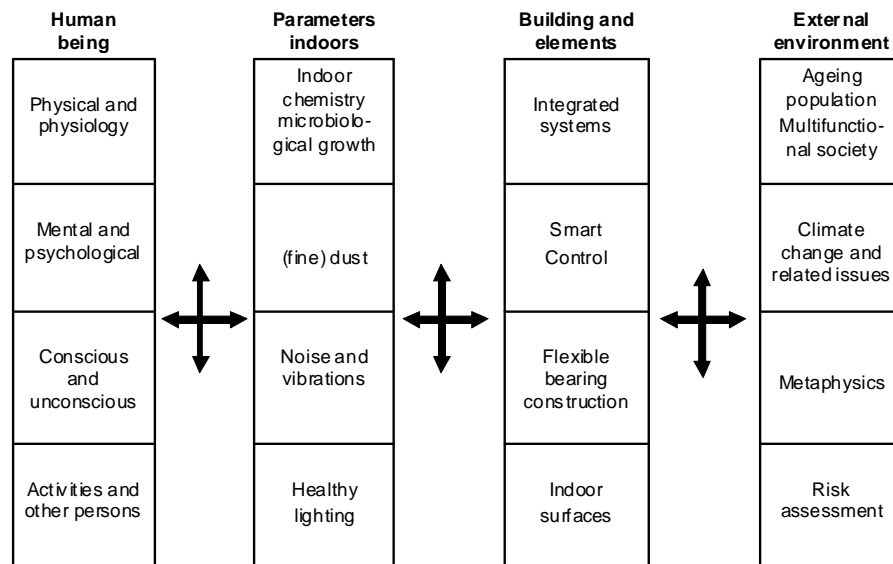 Human
being
Physical and
physiology
Mental and
psychological
Conscious
and
unconscious
Activities and
other persons
Parameters
indoors
Indoor
chemistry
microbiolo-
gical growth
(fine) dust
Noise and
vibrations
Healthy
lighting
Building and
elements
Integrated
systems
Smart
Control
Flexible
bearing
construction
Indoor
surfaces
External
environment
Ageing
population
Multifunctio-
nal society
Climate
change and
related issues
Metaphysics
Risk
assessment